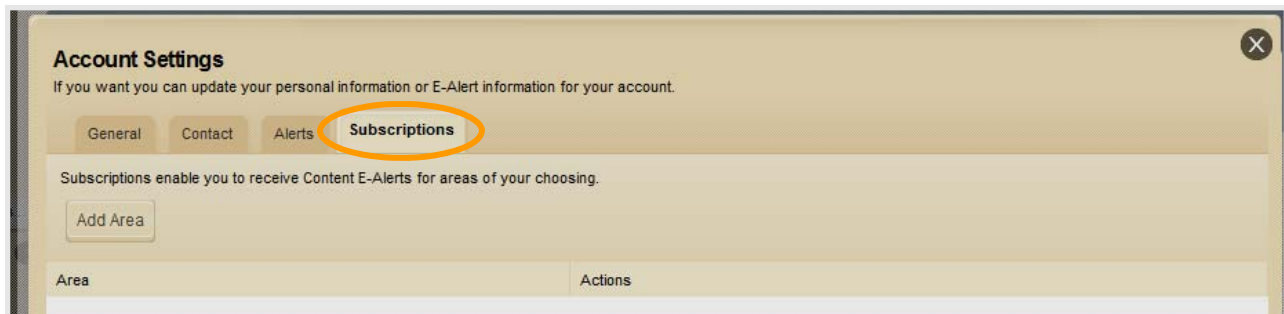 Account Settings
If you want you can update your personal information or E-Alert information for your account.
General Contact Alerts Subscriptions
Subscriptions enable you to receive Content E-Alerts for areas of your choosing.
Add Area
Area Actions